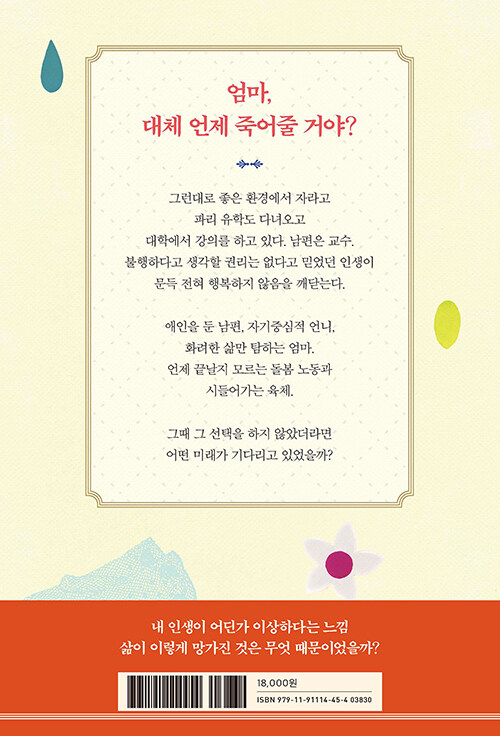 엄마,
대체 언제 죽어줄 거야?
그런대로 좋은 환경에서 자라고
파리 유학도 다녀오고
대학에서 강의를 하고 있다. 남편은 교수.
불행하다고 생각할 권리는 없다고 믿었던 인생이
문득 전혀 행복하지 않음을 깨닫는다.
애인을 둔 남편, 자기중심적 언니,
화려한 삶만 탐하는 엄마.
언제 끝날지 모르는 돌봄 노동과
시들어가는 육체.
그때 그 선택을 하지 않았더라면
어떤 미래가 기다리고 있었을까?
내 인생이 어딘가 이상하다는 느낌
삶이 이렇게 망가진 것은 무엇 때문이었을까?
18,000원
ISBN 979-11-91114-45-4 03830